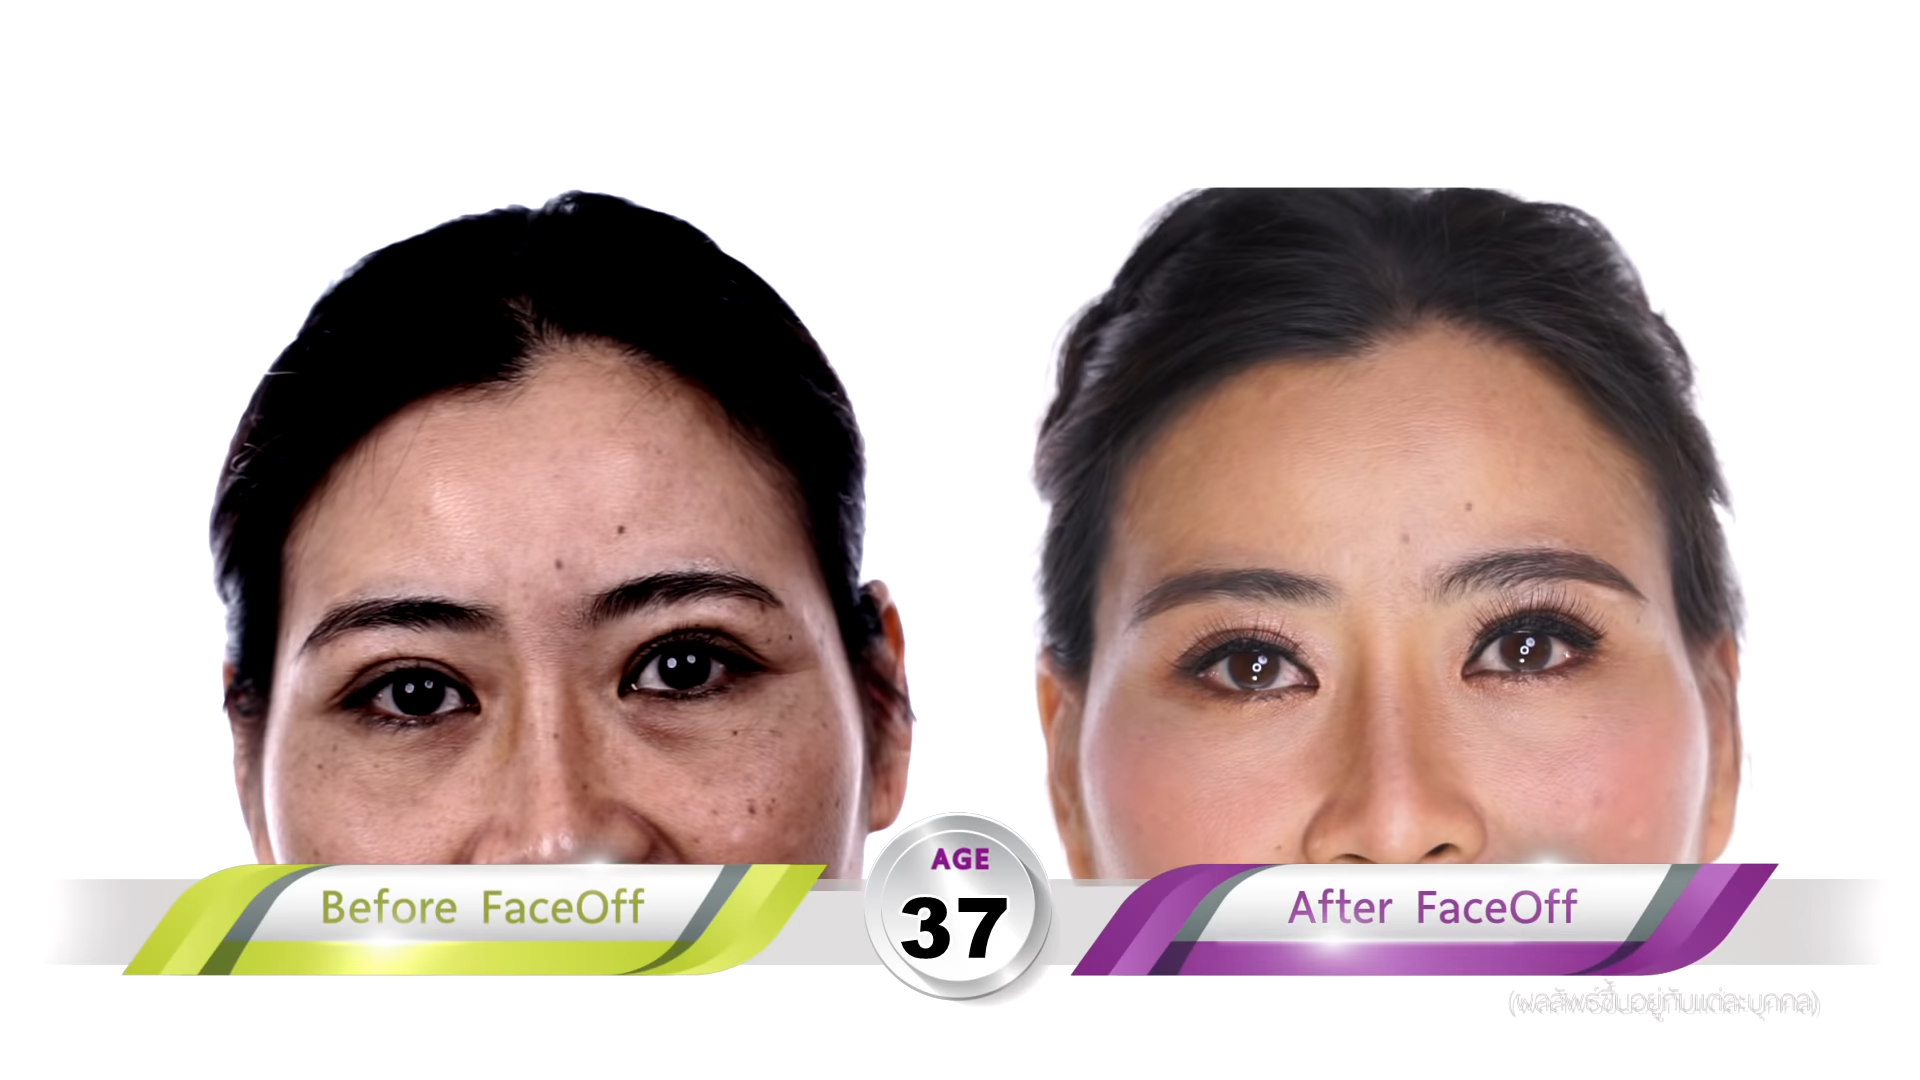 AGE
37
Before FaceOff
After FaceOff
(ผลลัพธ์ขึ้นอยู่กับแต่ละบุคคล)